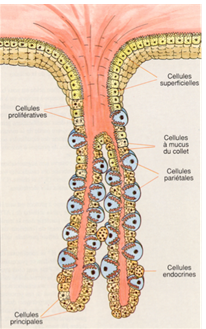 Cellules
superficielles
Cellules
prolifératives
Cellules
à mucus
du collet
Cellules
pariétales
Cellules
endocrines
Cellules
principales